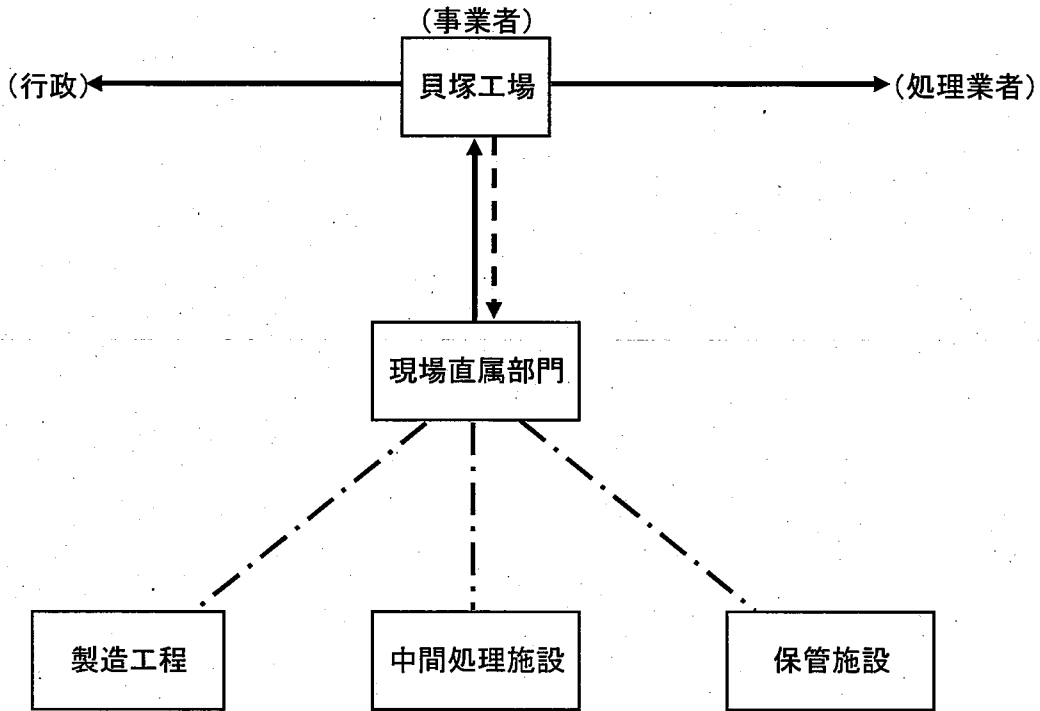 (事業者)
(行政)
貝塚工場
(処理業者)
現場直属部門
製造工程
中間処理施設
保管施設